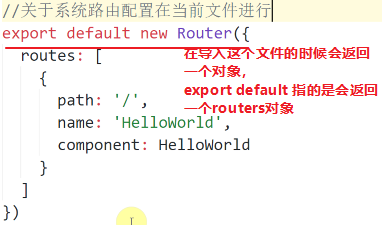 //关于系统路由配置在当前文件进行
export default new Router({
routes: [
{
path: '/',
name: 'HelloWorld',
component: HelloWorld
}
]
})
在导入这个文件的时候会返回
一个对象，
export default 指的是会返回
一个routers对象